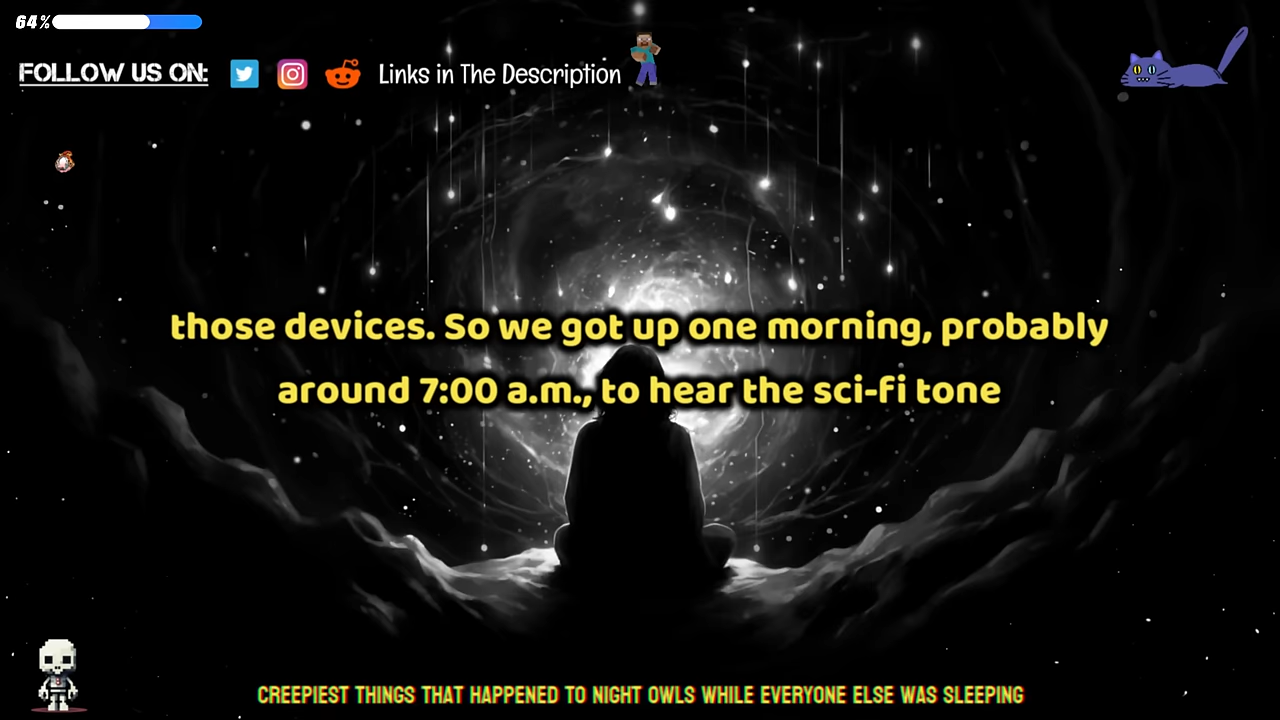 64%
FOLLOW US ON:
Links in The Description
those devices. So we got up one morning, probably
around 7:00 a.m., to hear the sci-fi tone
CREEPIEST THINGS THAT HAPPENED TO NIGHT OWLS WHILE EVERYONE ELSE WAS SLEEPING